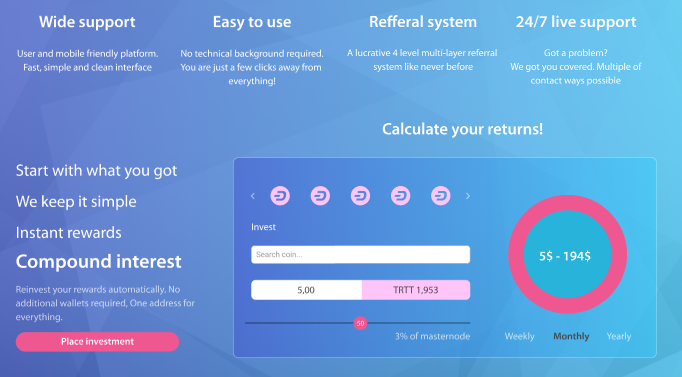 Wide support
User and mobile friendly platform.
Fast, simple and clean interface
Easy to use
No technical background required.
You are just a few clicks away from
everything!
Refferal system
A lucrative 4 level multi-layer referral
system like never before
24/7 live support
Got a problem?
We got you covered. Multiple of
contact ways possible
Calculate your returns!
Start with what you got
We keep it simple
Instant rewards
Compound interest
Reinvest your rewards automatically. No
additional wallets required, One address for
everything.
Place investment
Invest
Search coin...
5,00
TRTT 1,953
50
3% of masternode
5$ - 194$
Weekly
Monthly
Yearly